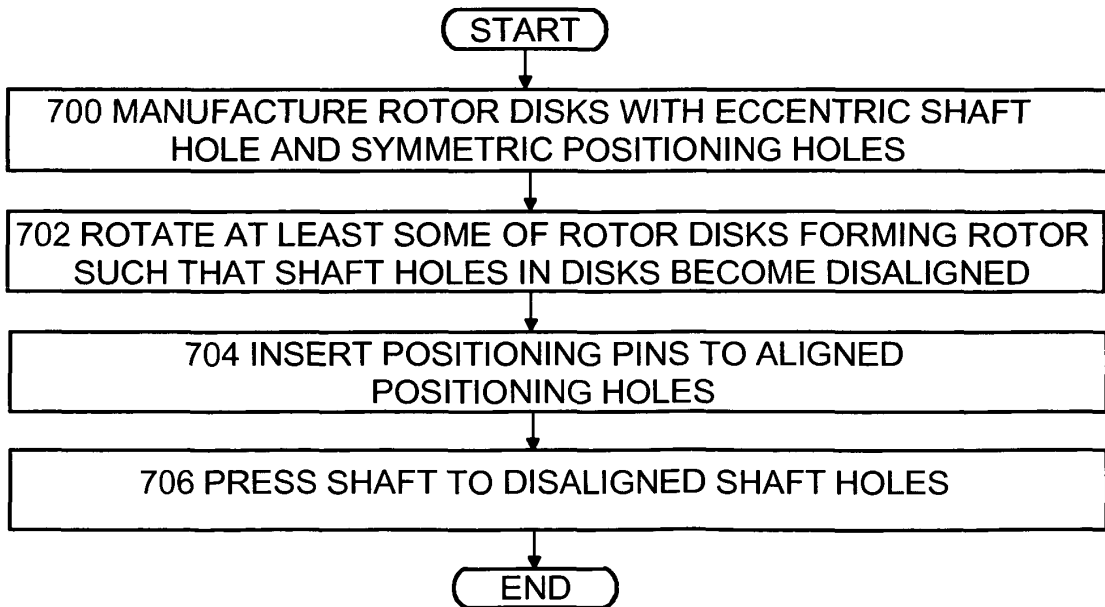 START
700 MANUFACTURE ROTOR DISKS WITH ECCENTRIC SHAFT
HOLE AND SYMMETRIC POSITIONING HOLES
702 ROTATE AT LEAST SOME OF ROTOR DISKS FORMING ROTOR
SUCH THAT SHAFT HOLES IN DISKS BECOME DISALIGNED
704 INSERT POSITIONING PINS TO ALIGNED
POSITIONING HOLES
706 PRESS SHAFT TO DISALIGNED SHAFT HOLES
END